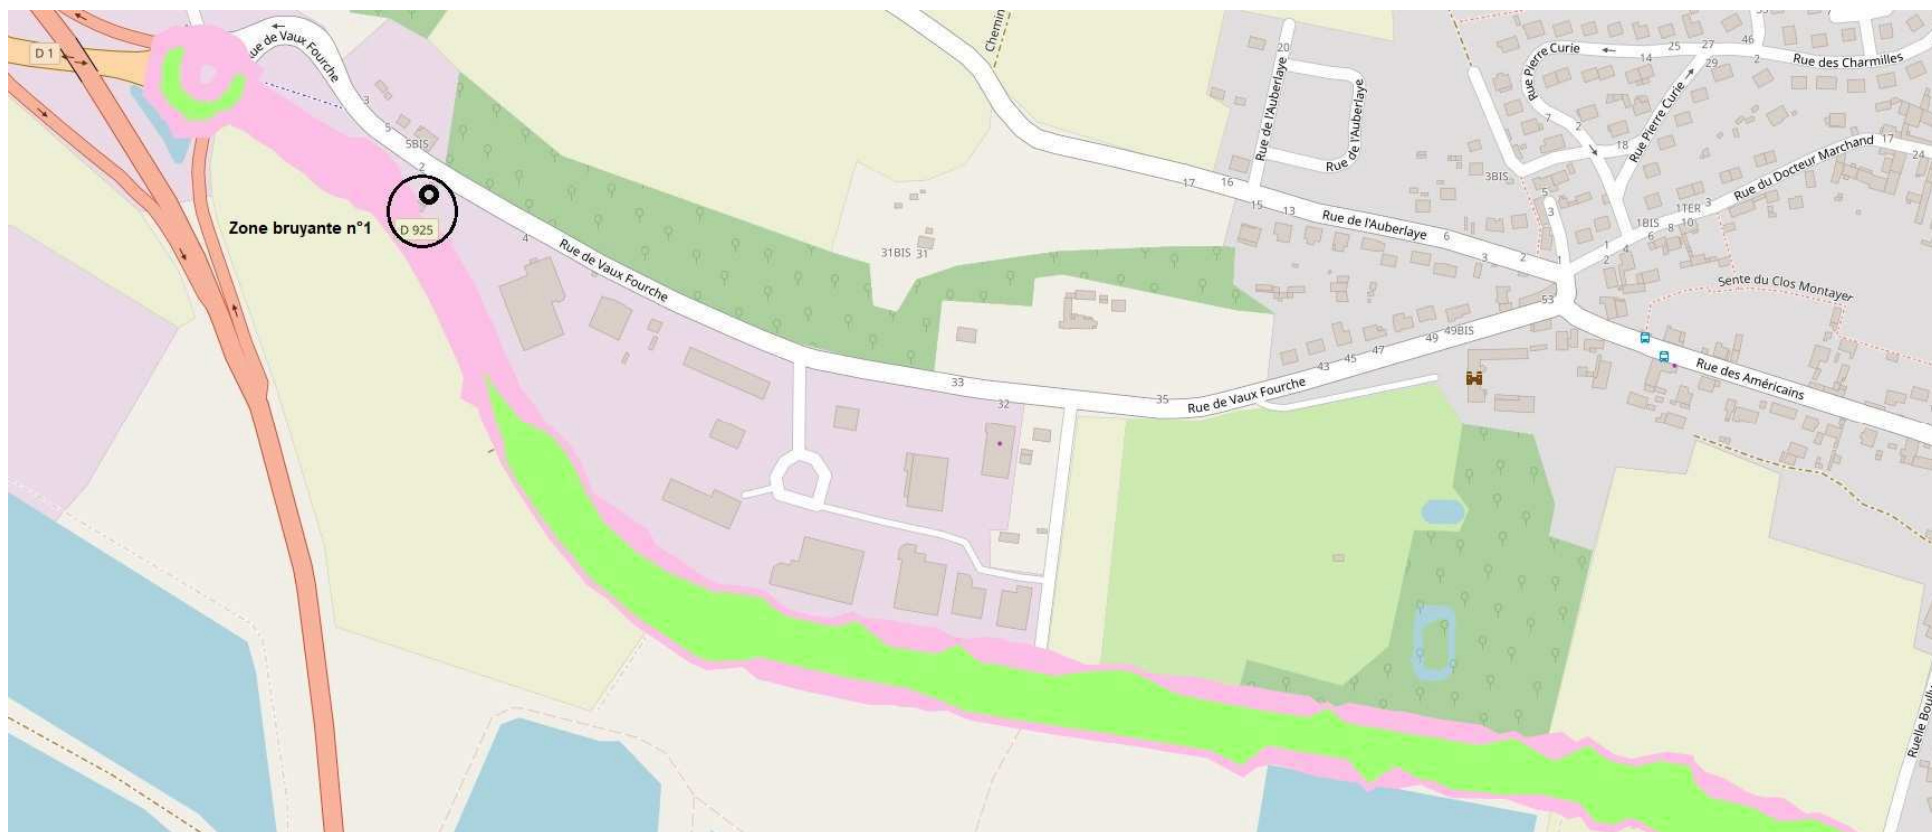 D 1
Rue de Vaux Fourche
3
5
5BIS
2
Zone bruyante n°1
D 925
4
Rue de Vaux Fourche
Chemin
20
Rue de l'Auberlaye
Rue de l'Auberlaye
17
16
15
13
Rue de l'Auberlaye
6
3
2
1
31BIS
31
Rue Pierre Curie
25
27
46
14
29
2
Rue des Charmilles
7
2
18
Rue Pierre Curie
Rue du Docteur Marchand
17
24
3BIS
5
3
1TER
3
1BIS
10
8
6
1
4
2
Sente du Clos Montayer
53
49BIS
49
47
45
43
Rue des Américains
33
32
35
Rue de Vaux Fourche